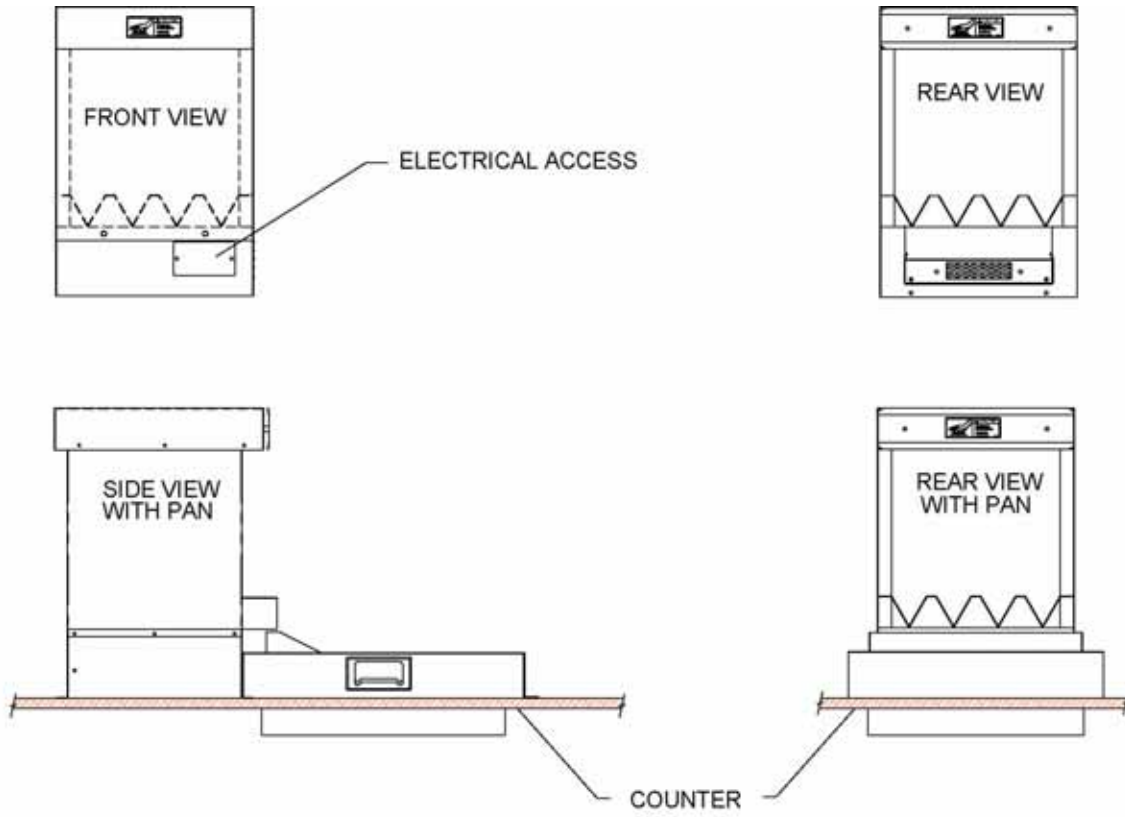 FRONT VIEW
REAR VIEW
ELECTRICAL ACCESS
SIDE VIEW
WITH PAN
REAR VIEW
WITH PAN
COUNTER